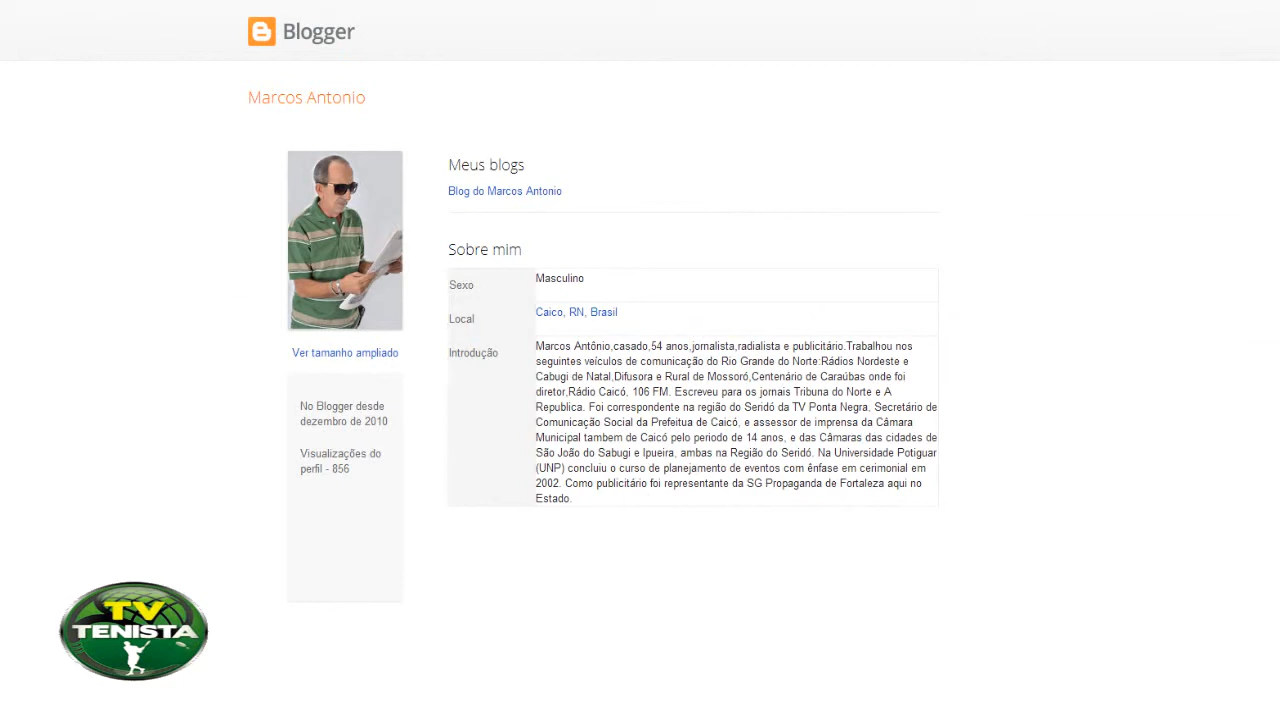 Blogger
Marcos Antonio
Meus blogs
Blog do Marcos Antonio
Sobre mim
Sexo
Masculino
Local
Caico, RN, Brasil
Introdução
Marcos Antônio,casado,54 anos,jornalista,radialista e publicitário.Trabalhou nos
seguintes veículos de comunicação do Rio Grande do Norte:Rádios Nordeste e
Cabugi de Natal,Difusora e Rural de Mossoró,Centenário de Caraúbas onde foi
diretor,Rádio Caicó, 106 FM. Escreveu para os jornais Tribuna do Norte e A
Republica. Foi correspondente na região do Seridó da TV Ponta Negra, Secretário de
Comunicação Social da Prefeitua de Caicó, e assessor de imprensa da Câmara
Municipal tambem de Caicó pelo periodo de 14 anos, e das Câmaras das cidades de
São João do Sabugi e Ipueira, ambas na Região do Seridó. Na Universidade Potiguar
(UNP) concluiu o curso de planejamento de eventos com ênfase em cerimonial em
2002. Como publicitário foi representante da SG Propaganda de Fortaleza aqui no
Estado.
Ver tamanho ampliado
No Blogger desde
dezembro de 2010
Visualizações do
perfil - 856
TV
TENISTA